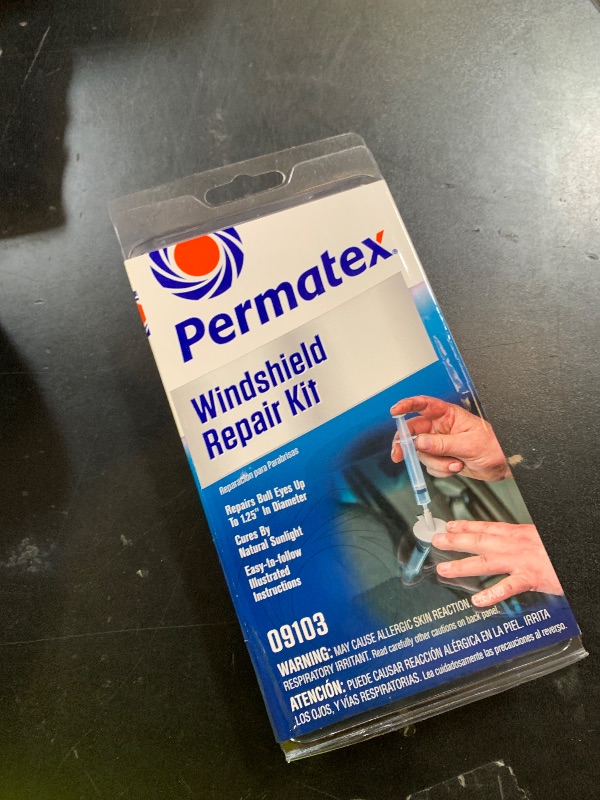 Permatex®
Windshield
Repair Kit
Reparación para Parabrisas
Repairs Bull Eyes Up
To 1.25" In Diameter
Cures By
Natural Sunlight
Easy-to-follow
Illustrated
Instructions
09103
WARNING: MAY CAUSE ALLERGIC SKIN REACTION.
RESPIRATORY IRRITANT. Read carefully other cautions on back panel.
ATENCIÓN: PUEDE CAUSAR REACCIÓN ALÉRGICA EN LA PIEL. IRRITA
LOS OJOS, Y VÍAS RESPIRATORIAS. Lea cuidadosamente las precauciones al reverso.